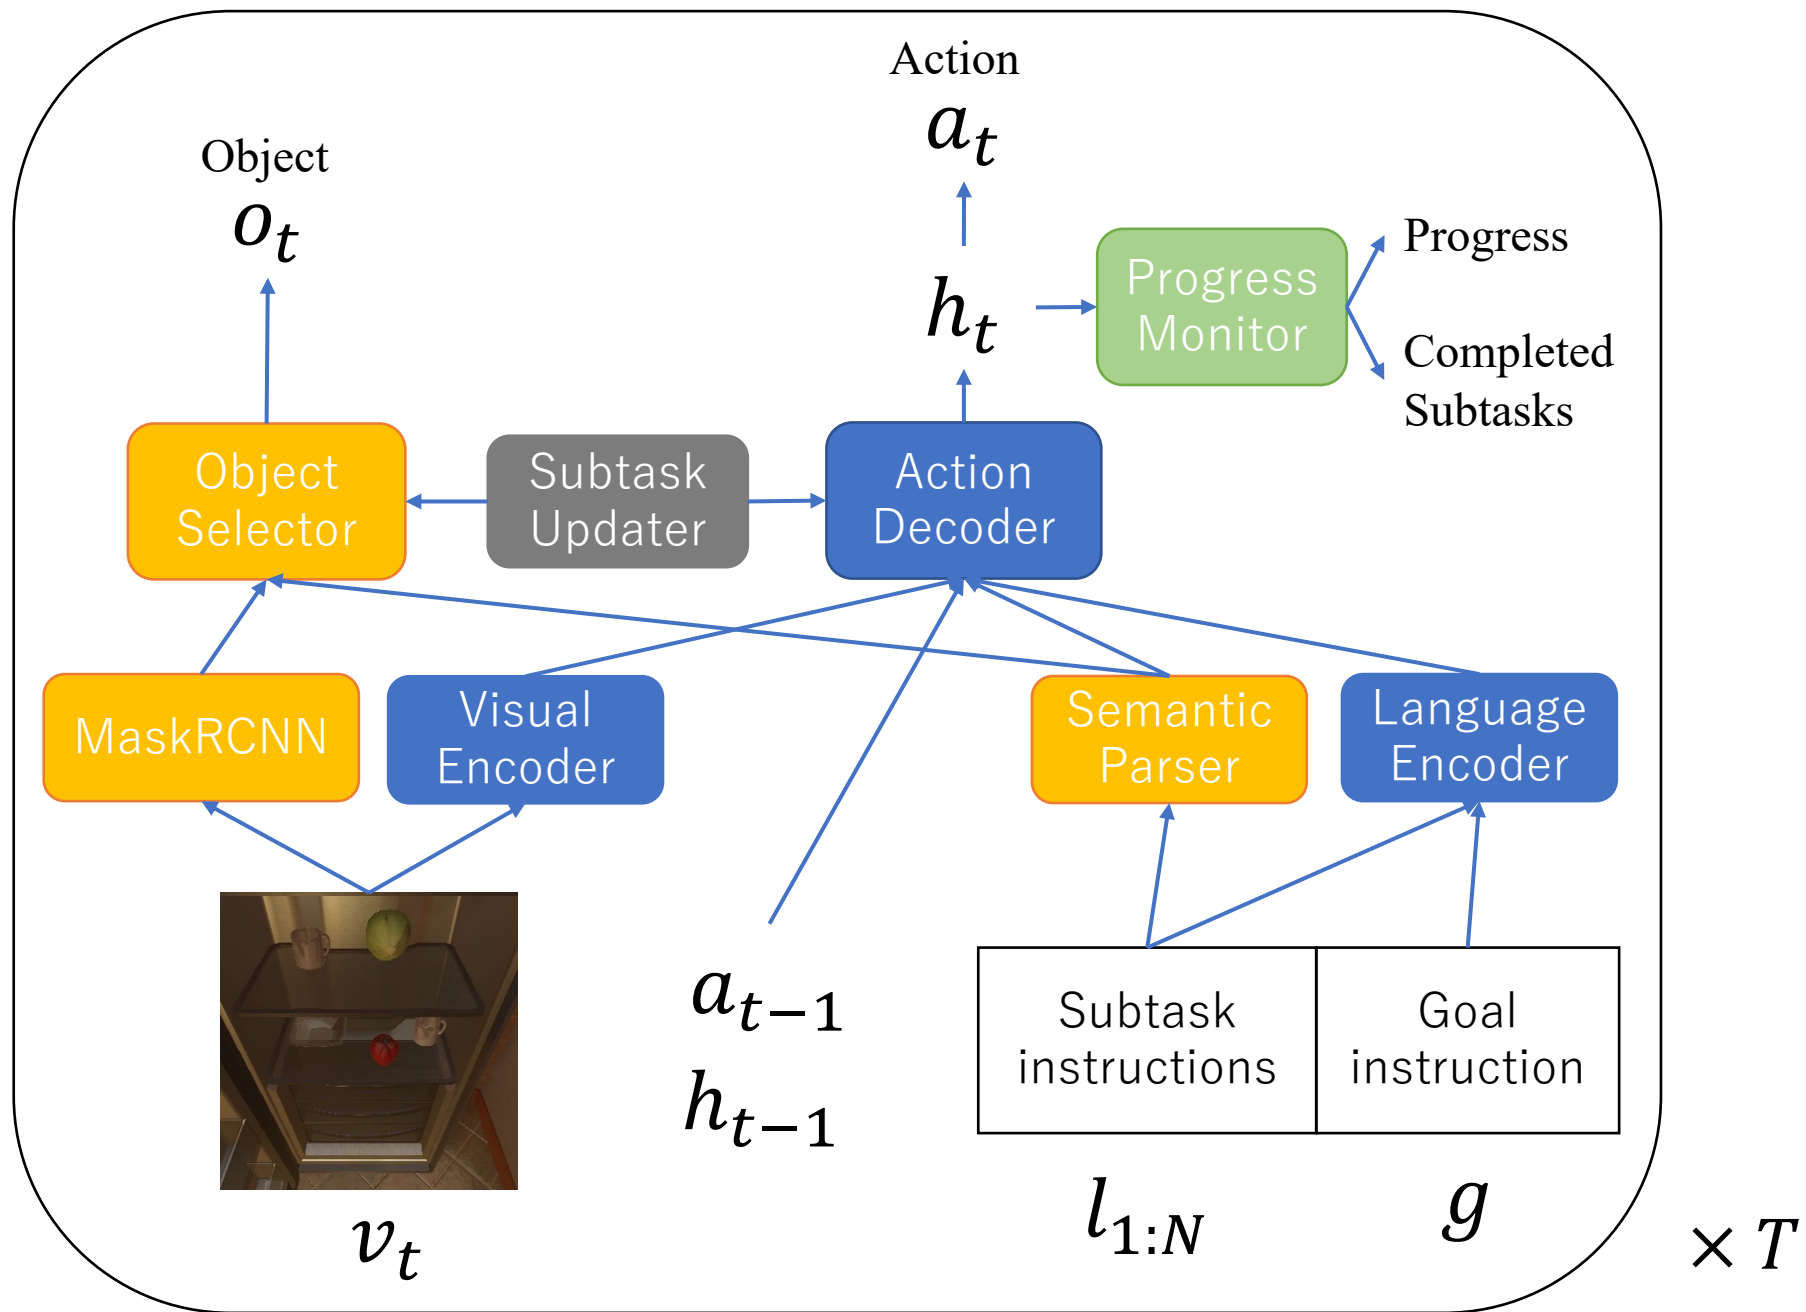 Action
a_t
Object
o_t
Progress
Monitor
Progress
h_t
Completed
Subtasks
Object
Selector
Subtask
Updater
Action
Decoder
MaskRCNN
Visual
Encoder
Semantic
Parser
Language
Encoder
a_{t-1}
h_{t-1}
Subtask
instructions
Goal
instruction
v_t
l_{1:N}
g
× T